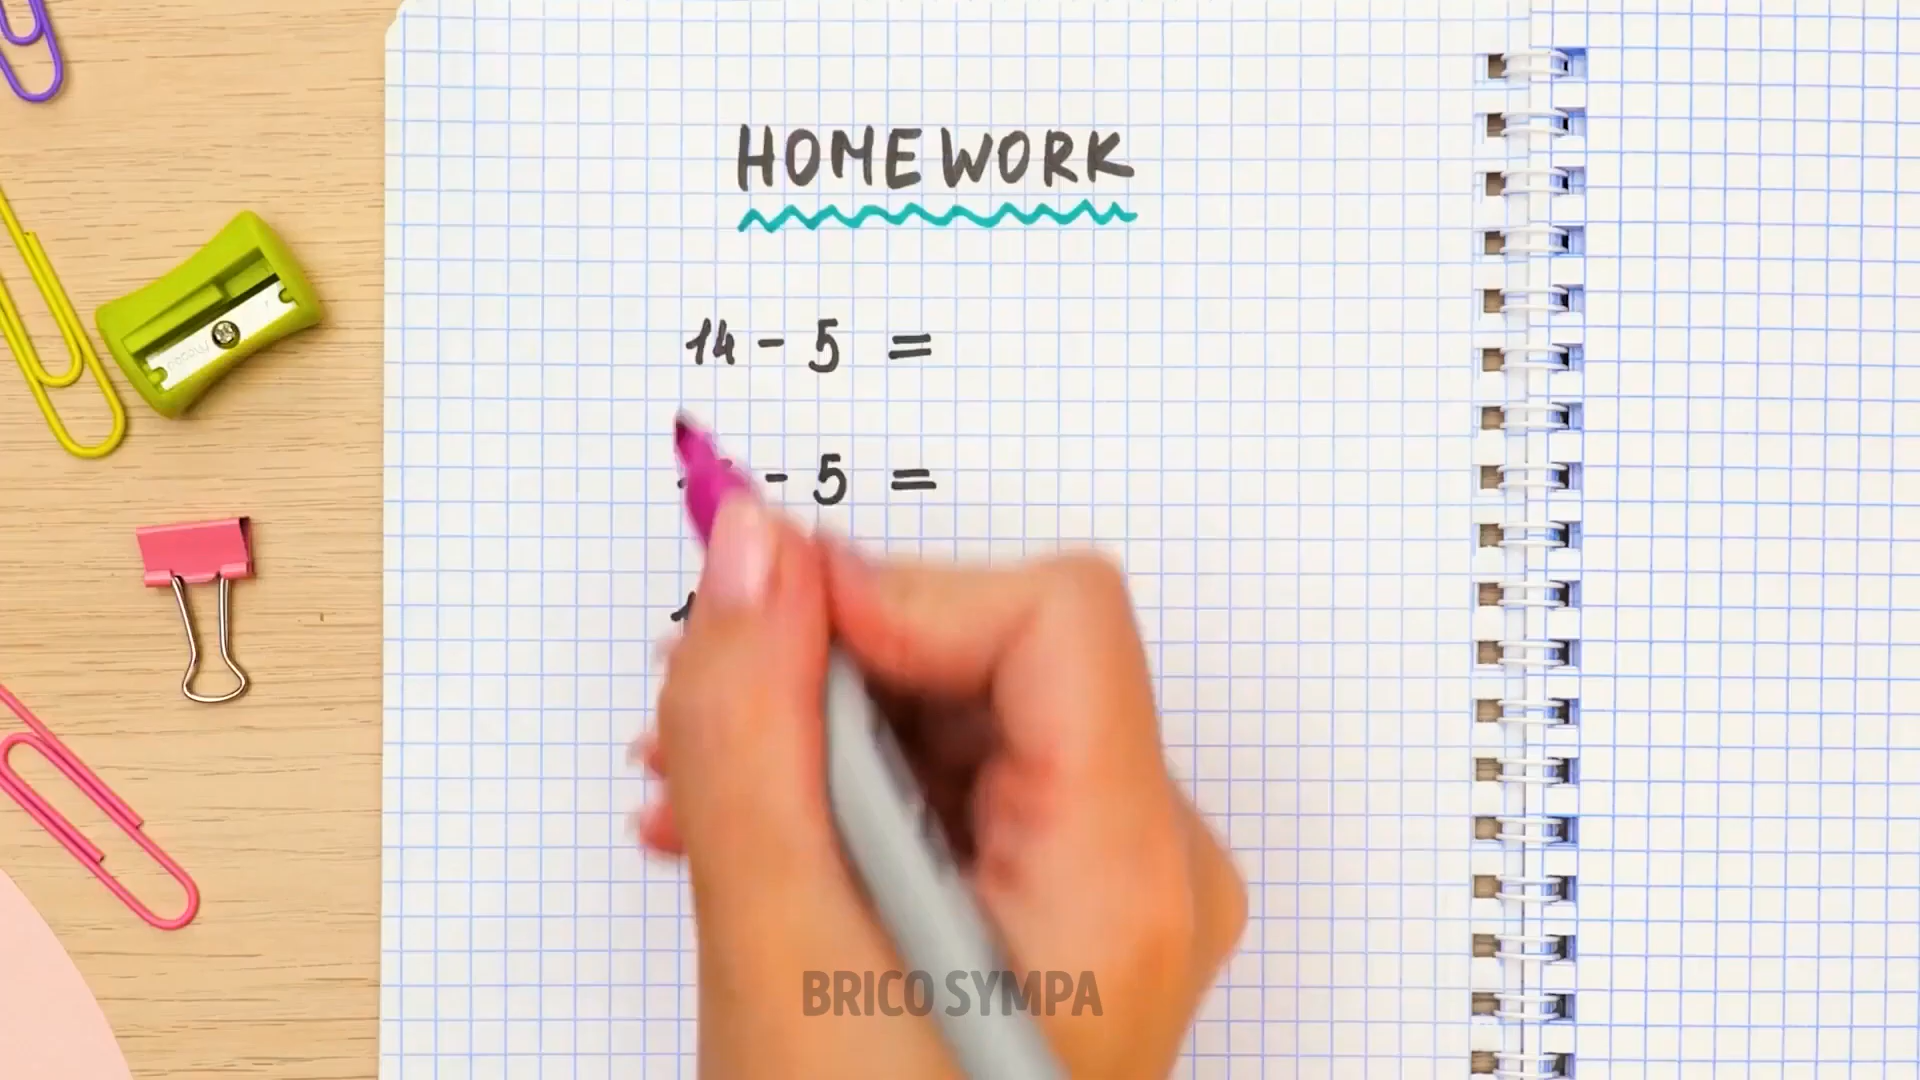 HOMEWORK
14 - 5 =
- 5 =
BRICO SYMPA